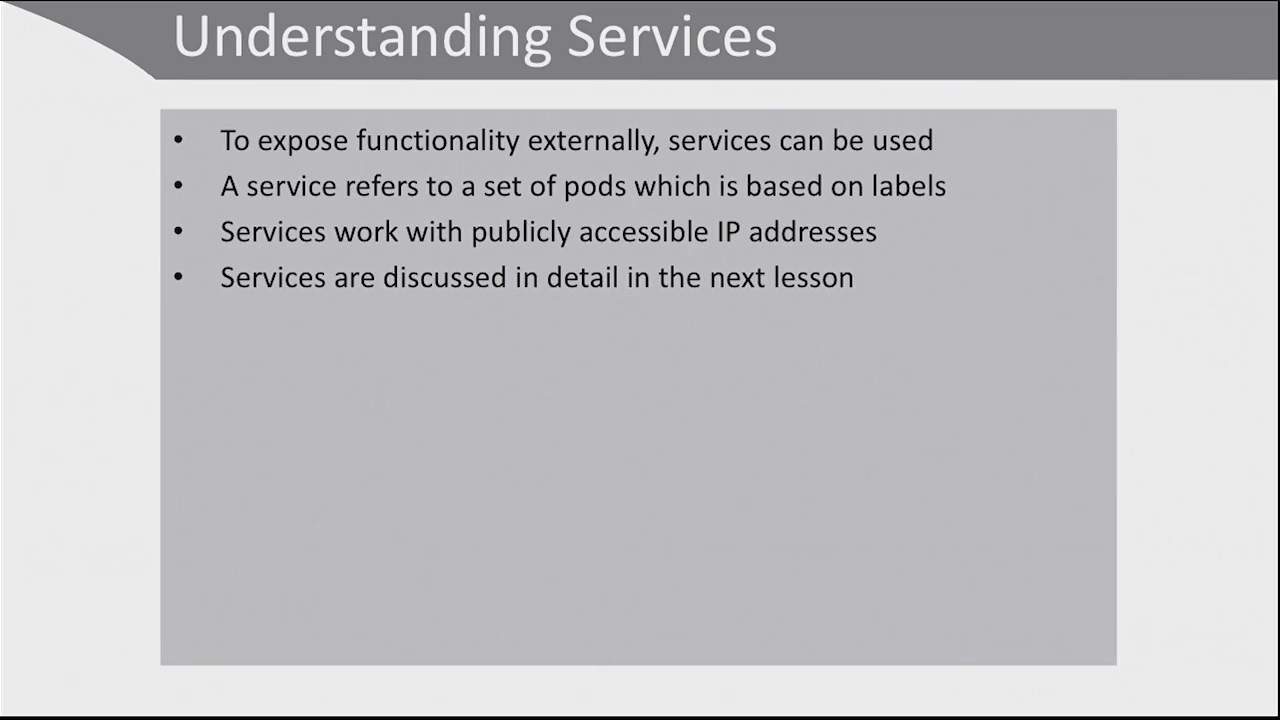 Understanding Services
• To expose functionality externally, services can be used
• A service refers to a set of pods which is based on labels
• Services work with publicly accessible IP addresses
• Services are discussed in detail in the next lesson